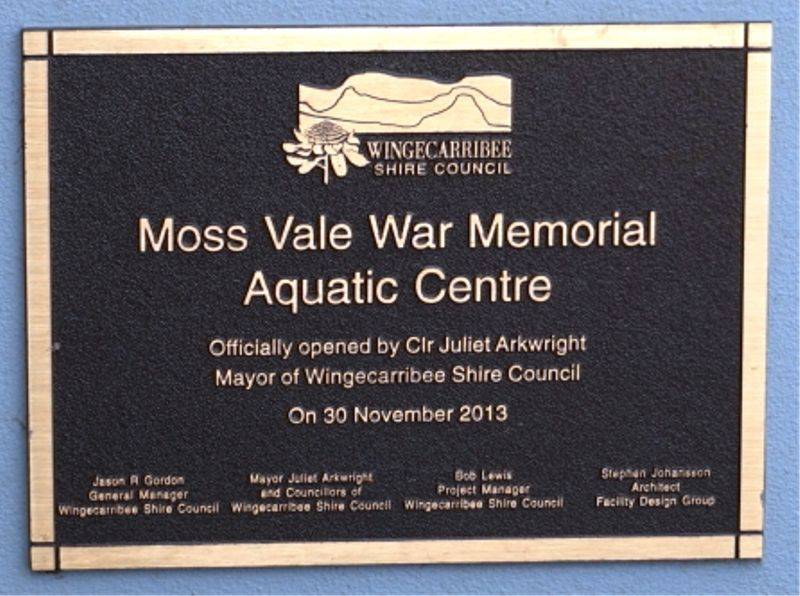 WINGECARRIBEE
SHIRE COUNCIL
Moss Vale War Memorial
Aquatic Centre
Officially opened by Clr Juliet Arkwright
Mayor of Wingecarribee Shire Council
On 30 November 2013
Jason R Gordon
General Manager
Wingecarribee Shire Council
Mayor Juliet Arkwright
and Councillors of
Wingecarribee Shire Council
Bob Lewis
Project Manager
Wingecarribee Shire Council
Stephen Johansson
Architect
Facility Design Group